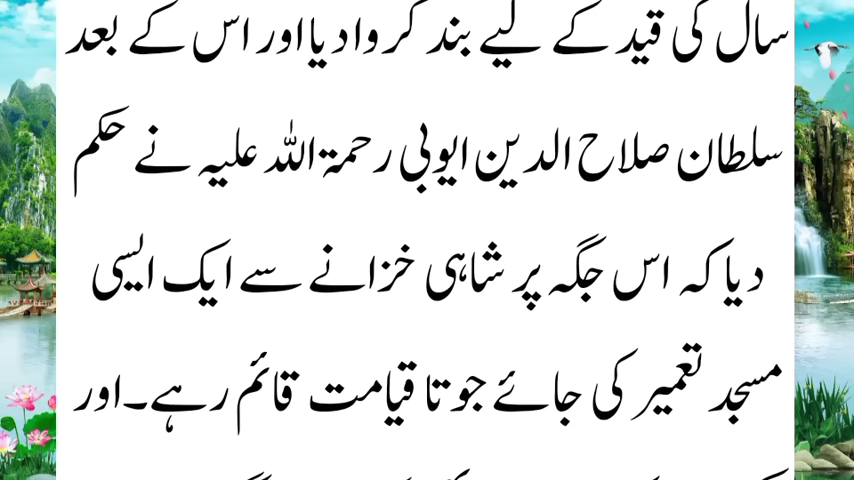 سال کی قید کے لیے بند کروا دیا اور اس کے بعد
سلطان صلاح الدین ایوبی رحمۃ اللہ علیہ نے حکم
دیا کہ اس جگہ پر شاہی خزانے سے ایک ایسی
مسجد تعمیر کی جائے جو تا قیامت قائم رہے۔ اور